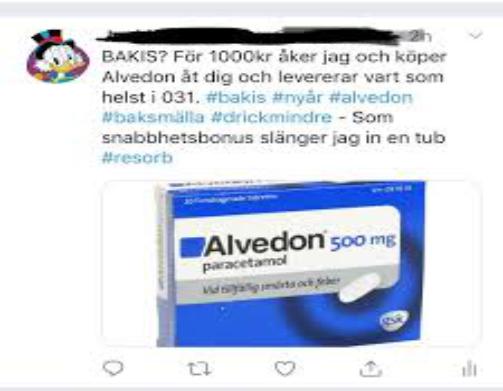 2h
BAKIS? För 1000kr åker jag och köper
Alvedon åt dig och levererar vart som
helst i 031. #bakis #nyår #alvedon
#baksmälla #drickmindre - Som
snabbhetsbonus slänger jag in en tub
#resorb
Alvedon 500 mg
paracetamol
Vid tillfällig smärta och feber
gsk